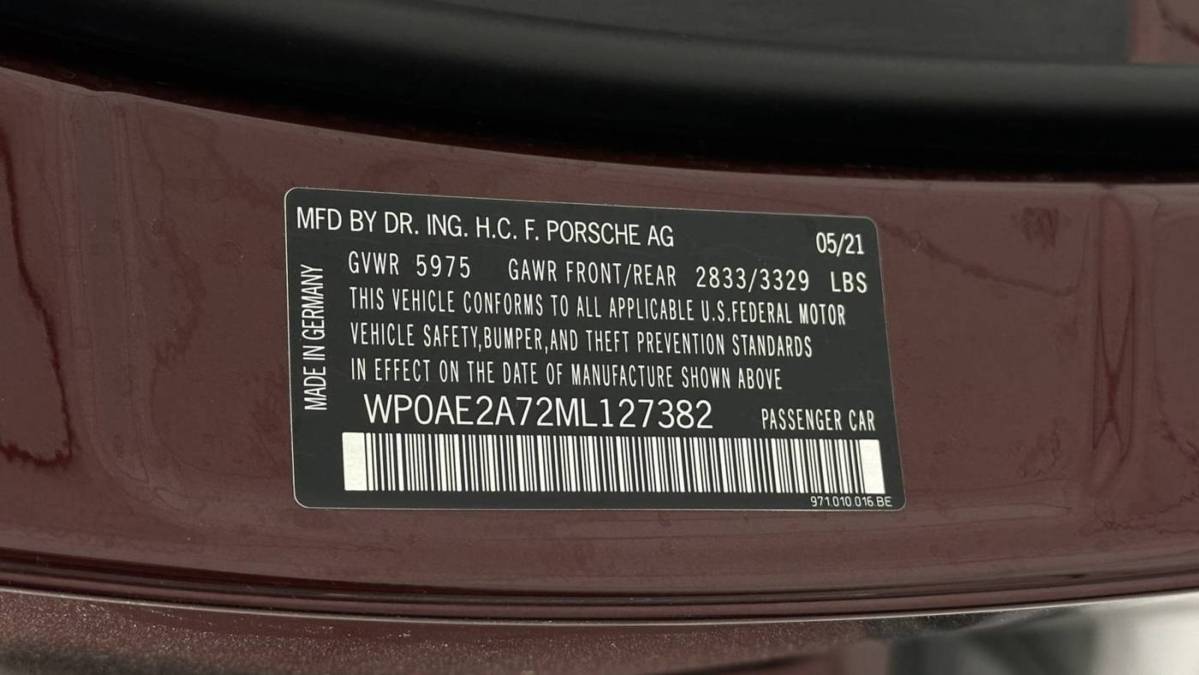 MFD BY DR. ING. H.C. F. PORSCHE AG 05/21
GVWR 5975 GAWR FRONT/REAR 2833/3329 LBS
THIS VEHICLE CONFORMS TO ALL APPLICABLE U.S.FEDERAL MOTOR
VEHICLE SAFETY,BUMPER,AND THEFT PREVENTION STANDARDS
IN EFFECT ON THE DATE OF MANUFACTURE SHOWN ABOVE
WP0AE2A72ML127382 PASSENGER CAR
971.010.016.BE
MADE IN GERMANY